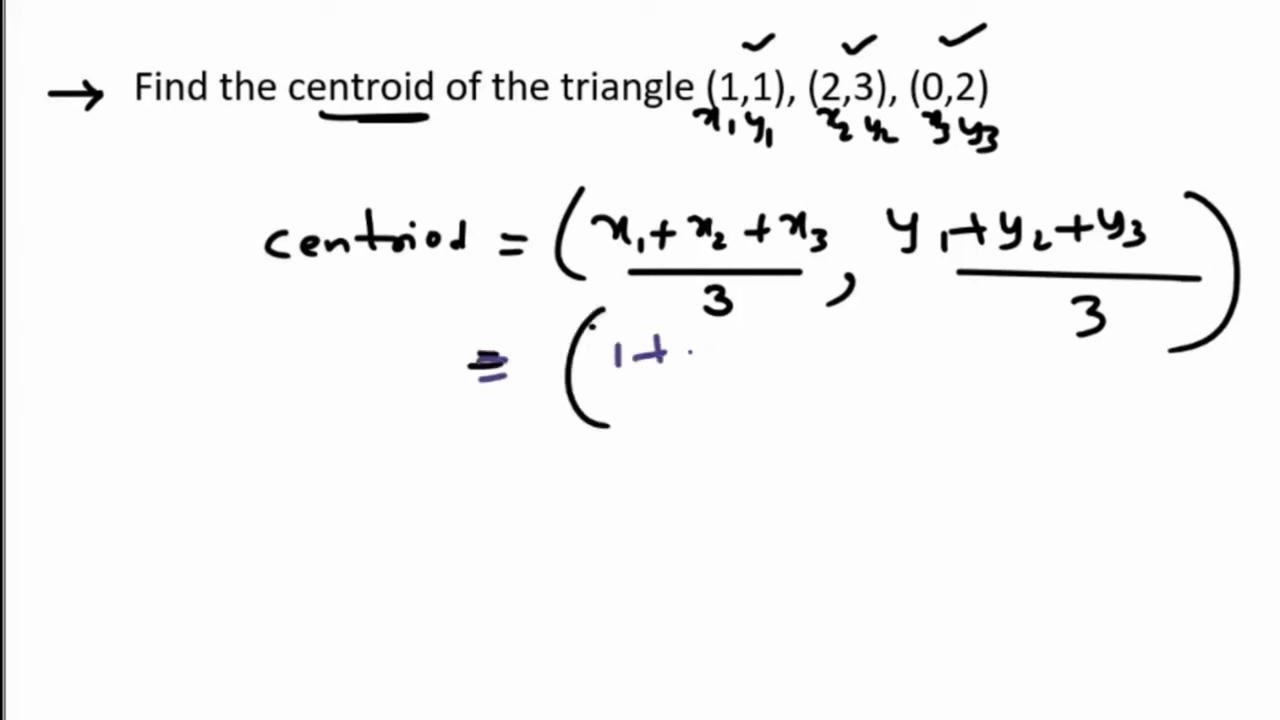 → Find the centroid of the triangle (1,1), (2,3), (0,2)
x₁ y₁ x₂ y₂ x₃ y₃
centriod = (x₁+x₂+x₃/3, y₁+y₂+y₃/3)
= (1+